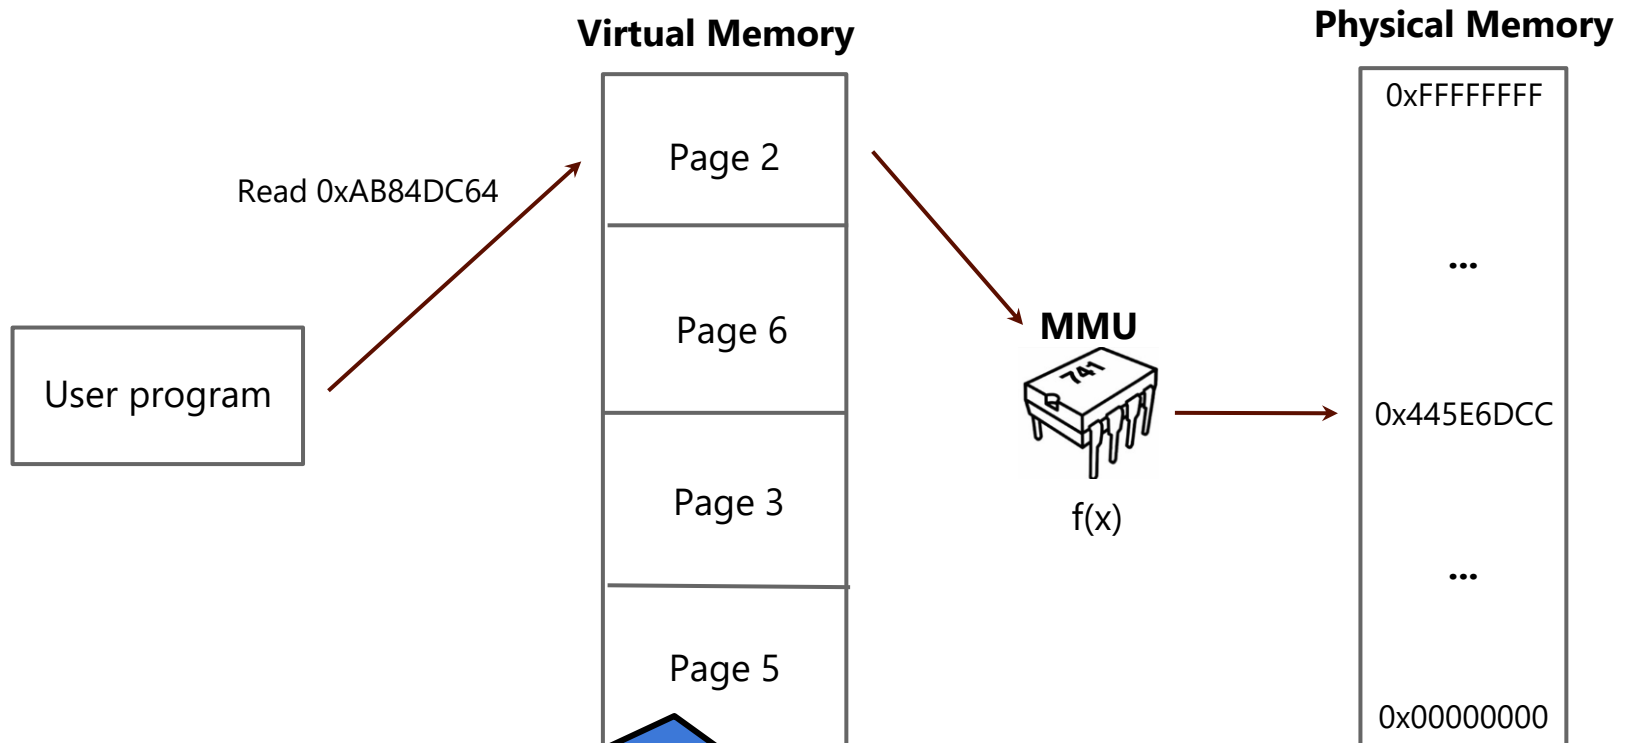 Virtual Memory
Physical Memory
Read 0xAB84DC64
User program
Page 2
Page 6
Page 3
Page 5
MMU
741
f(x)
0xFFFFFFFF
...
0x445E6DCC
...
0x00000000